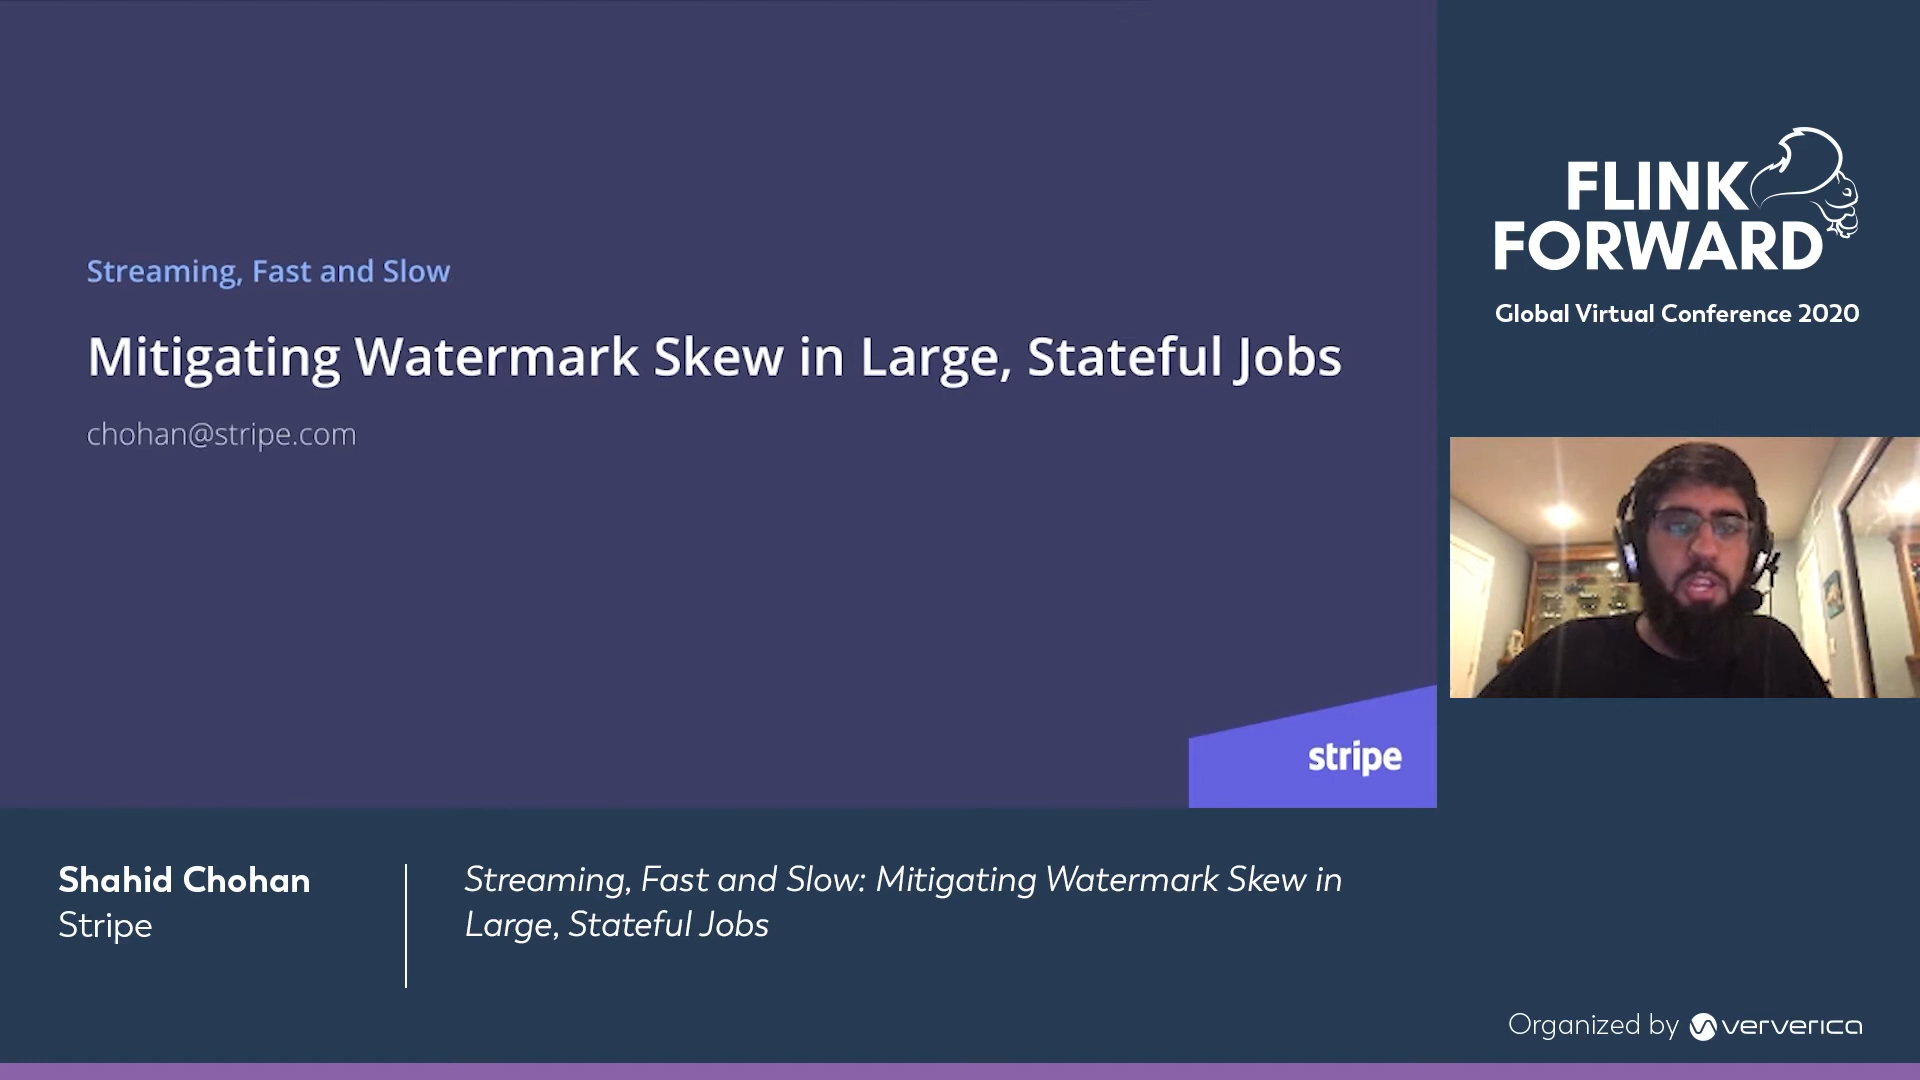 Streaming, Fast and Slow
Mitigating Watermark Skew in Large, Stateful Jobs
chohan@stripe.com
stripe
FLINK
FORWARD
Global Virtual Conference 2020
Shahid Chohan
Stripe
Streaming, Fast and Slow: Mitigating Watermark Skew in
Large, Stateful Jobs
Organized by ververica